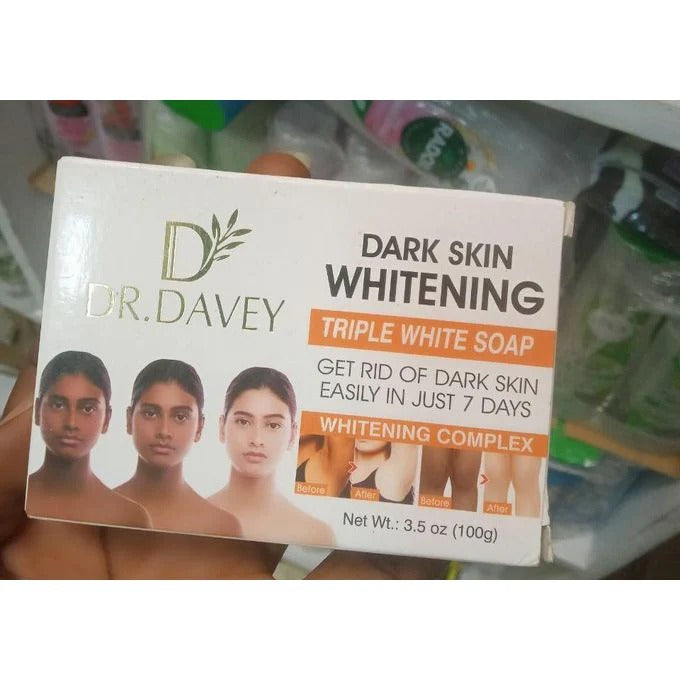 DR.DAVEY
DARK SKIN
WHITENING
TRIPLE WHITE SOAP
GET RID OF DARK SKIN
EASILY IN JUST 7 DAYS
WHITENING COMPLEX
Before
After
Before
After
Net Wt.: 3.5 oz (100g)
RADOX